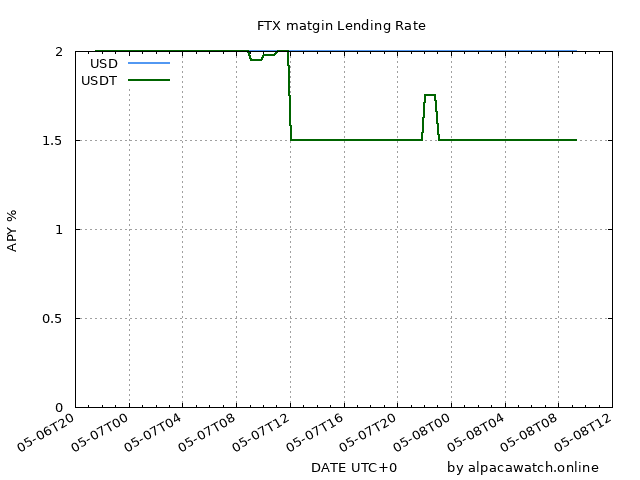 FTX matgin Lending Rate
2
USD
USDT
1.5
APY %
1
0.5
0
05-06T20
05-07T00
05-07T04
05-07T08
05-07T12
05-07T16
05-07T20
05-08T00
05-08T04
05-08T08
05-08T12
DATE UTC+0
by alpacawatch.online